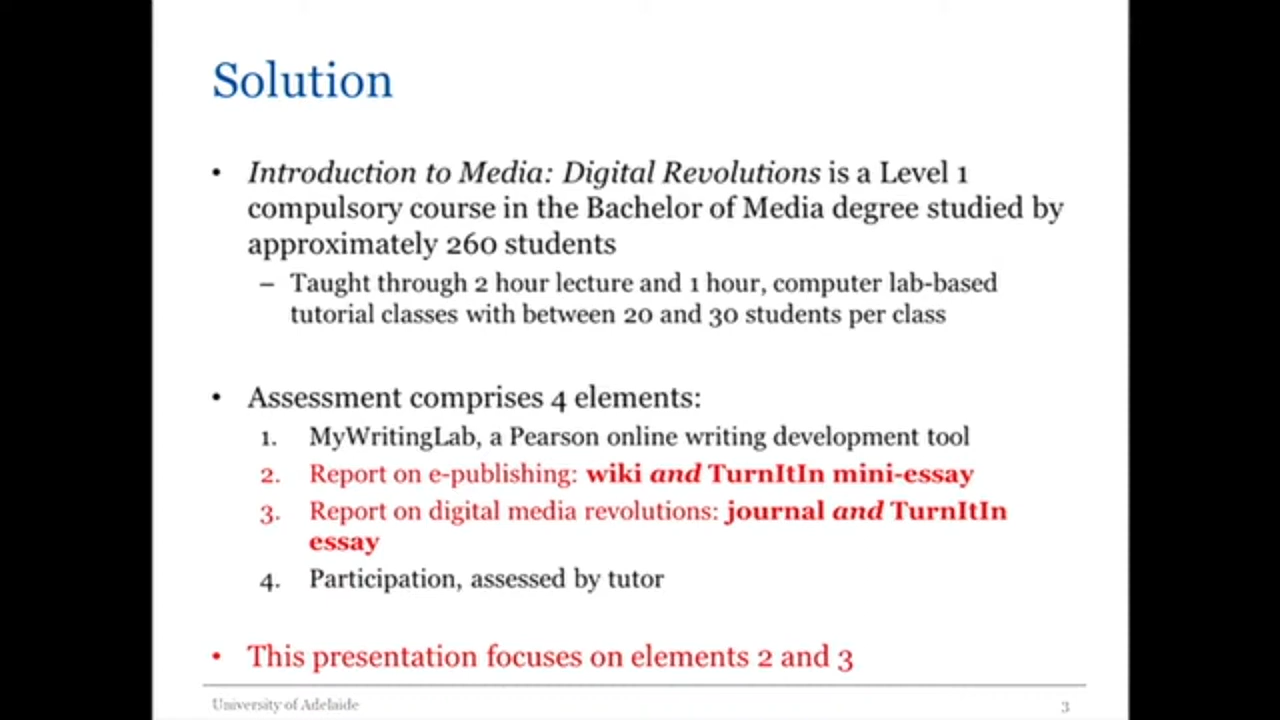 Solution
• Introduction to Media: Digital Revolutions is a Level 1
compulsory course in the Bachelor of Media degree studied by
approximately 260 students
– Taught through 2 hour lecture and 1 hour, computer lab-based
tutorial classes with between 20 and 30 students per class
• Assessment comprises 4 elements:
1. MyWritingLab, a Pearson online writing development tool
2. Report on e-publishing: wiki and TurnItIn mini-essay
3. Report on digital media revolutions: journal and TurnItIn
essay
4. Participation, assessed by tutor
• This presentation focuses on elements 2 and 3
University of Adelaide 3